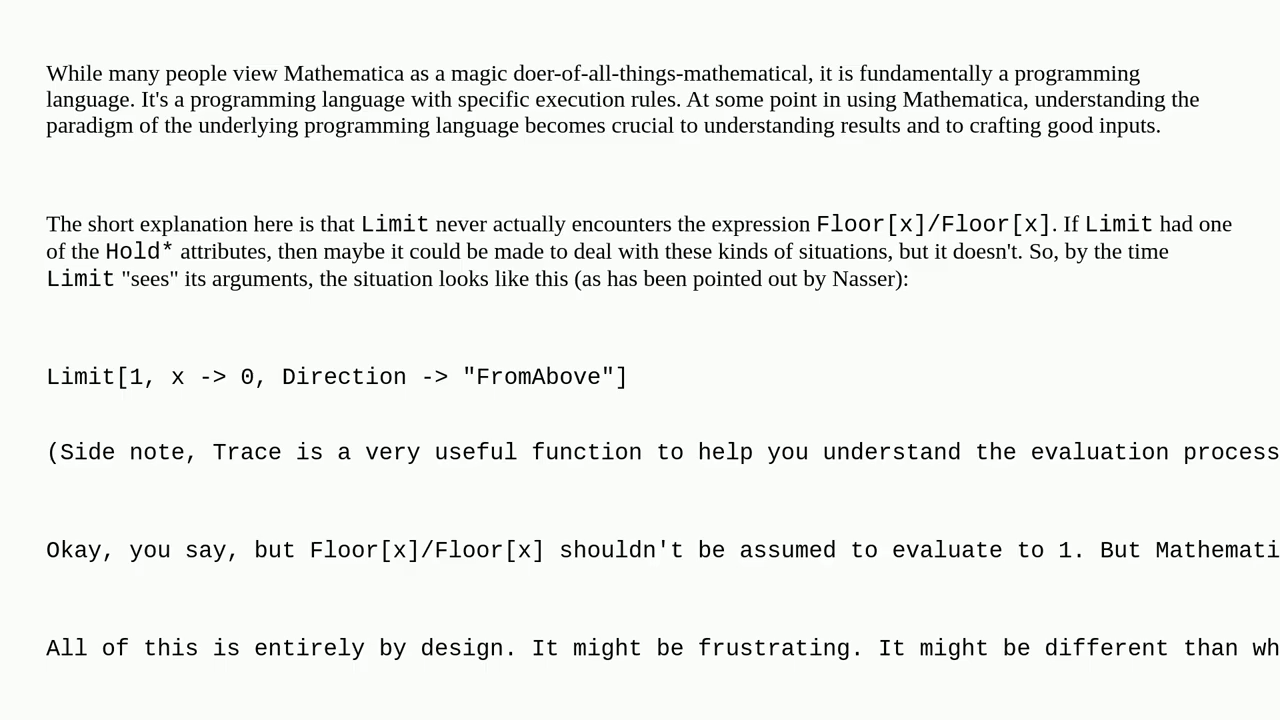 While many people view Mathematica as a magic doer-of-all-things-mathematical, it is fundamentally a programming
language. It's a programming language with specific execution rules. At some point in using Mathematica, understanding the
paradigm of the underlying programming language becomes crucial to understanding results and to crafting good inputs.
The short explanation here is that Limit never actually encounters the expression Floor[x]/Floor[x]. If Limit had one
of the Hold* attributes, then maybe it could be made to deal with these kinds of situations, but it doesn't. So, by the time
Limit "sees" its arguments, the situation looks like this (as has been pointed out by Nasser):
Limit[1, x -> 0, Direction -> "FromAbove"]
(Side note, Trace is a very useful function to help you understand the evaluation process
Okay, you say, but Floor[x]/Floor[x] shouldn't be assumed to evaluate to 1. But Mathemati
All of this is entirely by design. It might be frustrating. It might be different than wh